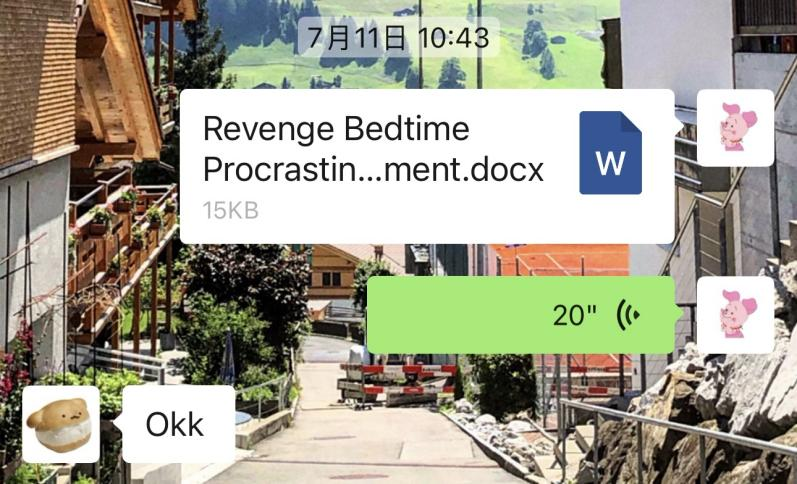 7月11日 10:43
Revenge Bedtime
Procrastin...ment.docx
W
15KB
20"
Okk